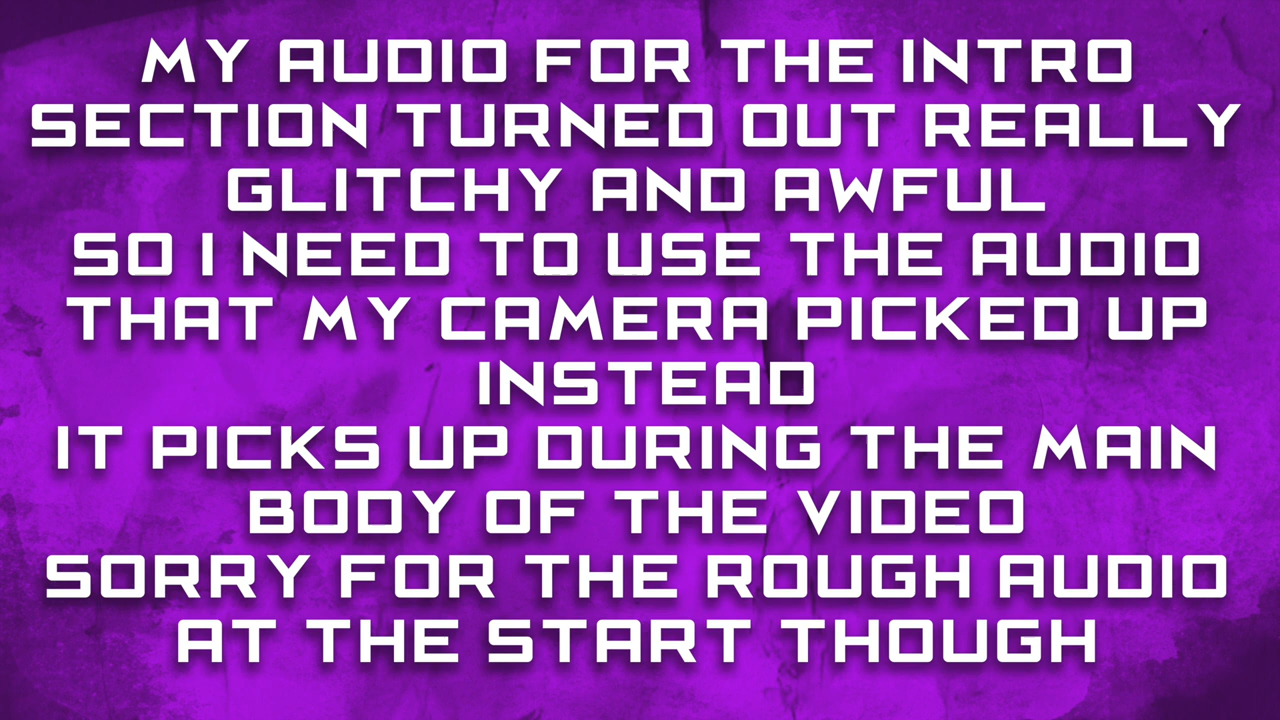 MY AUDIO FOR THE INTRO
SECTION TURNED OUT REALLY
GLITCHY AND AWFUL
SO I NEED TO USE THE AUDIO
THAT MY CAMERA PICKED UP
INSTEAD
IT PICKS UP DURING THE MAIN
BODY OF THE VIDEO
SORRY FOR THE ROUGH AUDIO
AT THE START THOUGH